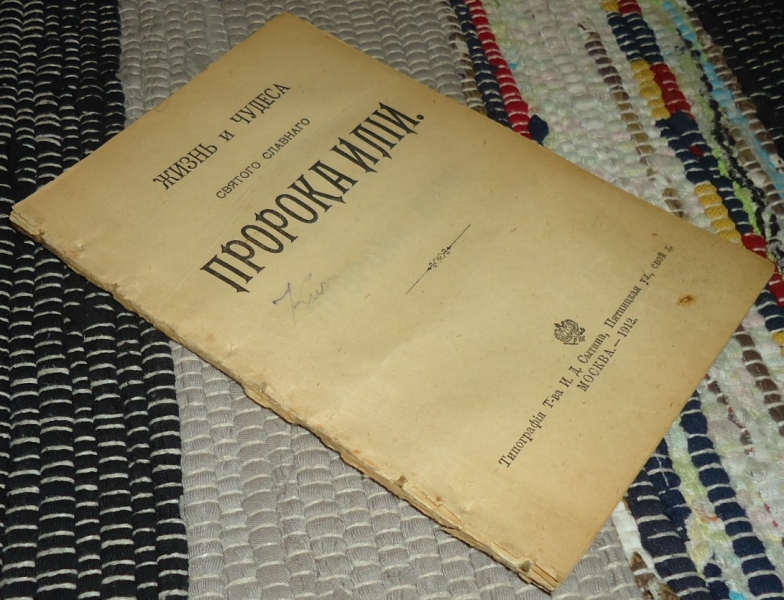 ЖИЗНЬ И ЧУДЕСА
СВЯТОГО СЛАВНАГО
ПРОРОКА ИЛІИ.
Типографія Т-ва И. Д. Сытина, Пятницкая ул., свой д.
МОСКВА.—1912.